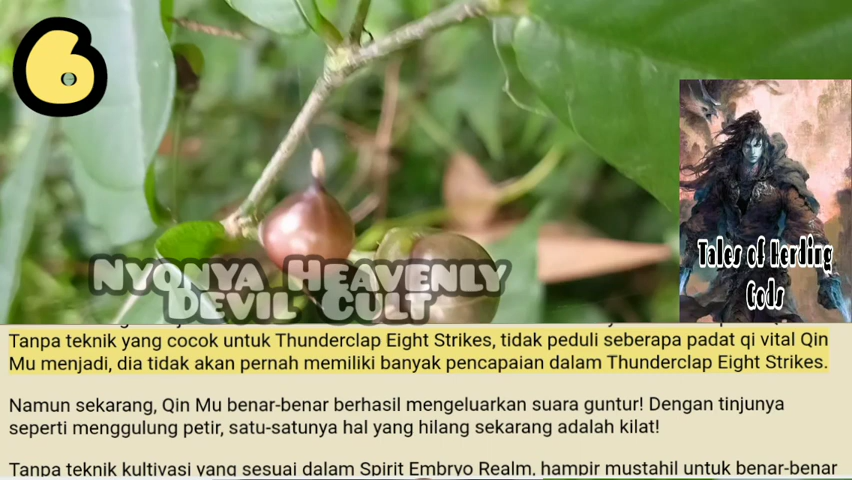 6
Tales of Herding
Gods
Nyonya Heavenly
Devil Cult
Tanpa teknik yang cocok untuk Thunderclap Eight Strikes, tidak peduli seberapa padat qi vital Qin
Mu menjadi, dia tidak akan pernah memiliki banyak pencapaian dalam Thunderclap Eight Strikes.
Namun sekarang, Qin Mu benar-benar berhasil mengeluarkan suara guntur! Dengan tinjunya
seperti menggulung petir, satu-satunya hal yang hilang sekarang adalah kilat!
Tanpa teknik kultivasi yang sesuai dalam Spirit Embryo Realm, hampir mustahil untuk benar-benar